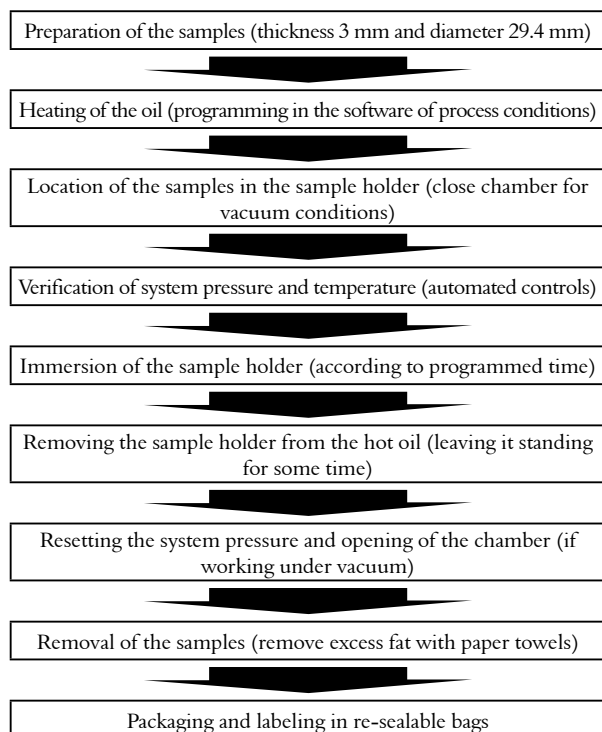 Preparation of the samples (thickness 3 mm and diameter 29.4 mm)
Heating of the oil (programming in the software of process conditions)
Location of the samples in the sample holder (close chamber for
vacuum conditions)
Verification of system pressure and temperature (automated controls)
Immersion of the sample holder (according to programmed time)
Removing the sample holder from the hot oil (leaving it standing
for some time)
Resetting the system pressure and opening of the chamber (if
working under vacuum)
Removal of the samples (remove excess fat with paper towels)
Packaging and labeling in re-sealable bags